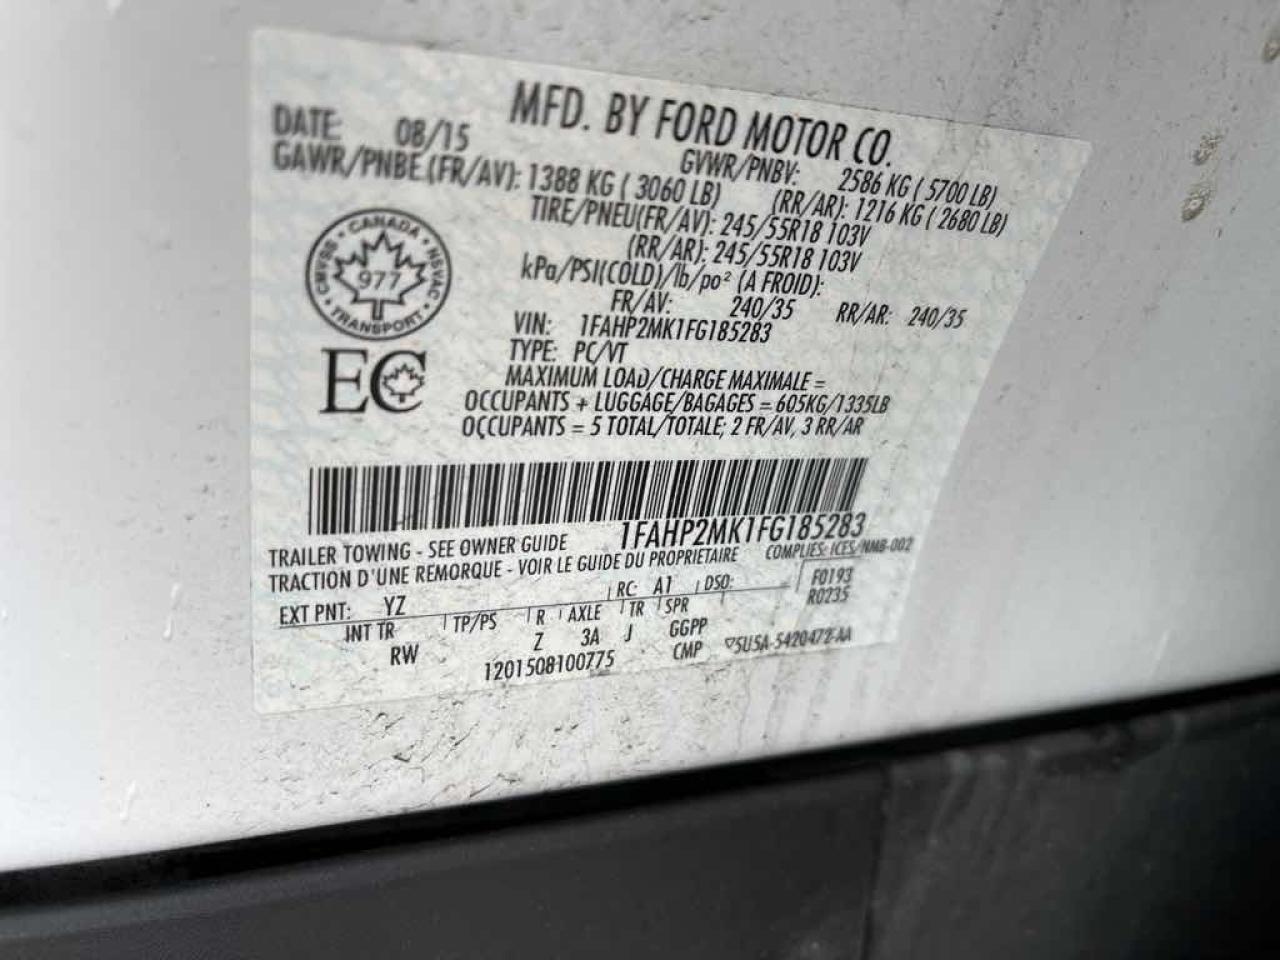 MFD. BY FORD MOTOR CO.
DATE: 08/15 GVWR/PNBV: 2586 KG ( 5700 LB)
GAWR/PNBE(FR/AV): 1388 KG ( 3060 LB) (RR/AR): 1216 KG ( 2680 LB)
TIRE/PNEU(FR/AV): 245/55R18 103V
(RR/AR): 245/55R18 103V
kPa/PSI(COLD)/lb/po² (A FROID):
FR/AV: 240/35 RR/AR: 240/35
VIN: 1FAHP2MK1FG185283
TYPE: PC/VT
MAXIMUM LOAD/CHARGE MAXIMALE =
OCCUPANTS + LUGGAGE/BAGAGES = 605KG/1335LB
OCCUPANTS = 5 TOTAL/TOTALE; 2 FR/AV, 3 RR/AR
CANADA • NSVAC • TRANSPORT • CMVSS •
977
EC
1FAHP2MK1FG185283
TRAILER TOWING - SEE OWNER GUIDE COMPLIES: ICES/NMB-002
TRACTION D'UNE REMORQUE - VOIR LE GUIDE DU PROPRIETAIRE
EXT PNT: YZ RC: A1 DSO: F0193
R0235
INT TR TP/PS R AXLE TR SPR
RW Z 3A J GGPP
CMP
1201508100775
5U5A-5420472-AA